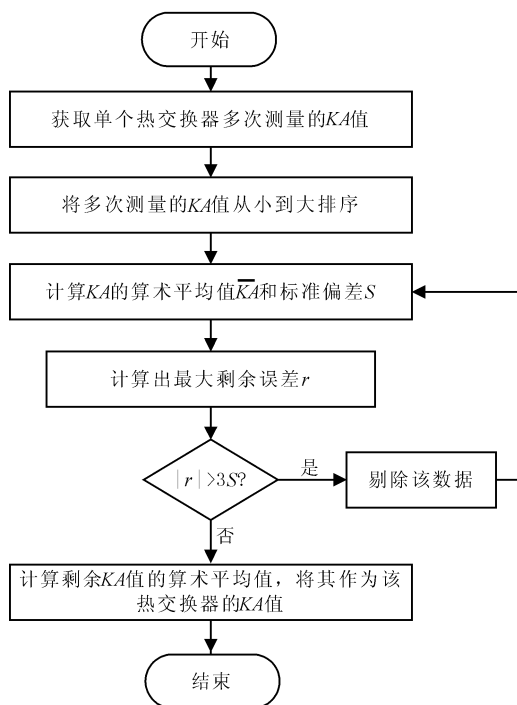 开始
获取单个热交换器多次测量的KA值
将多次测量的KA值从小到大排序
计算KA的算术平均值K̅A̅和标准偏差S
计算出最大剩余误差r
|r|>3S?
是
剔除该数据
否
计算剩余KA值的算术平均值，将其作为该
热交换器的KA值
结束